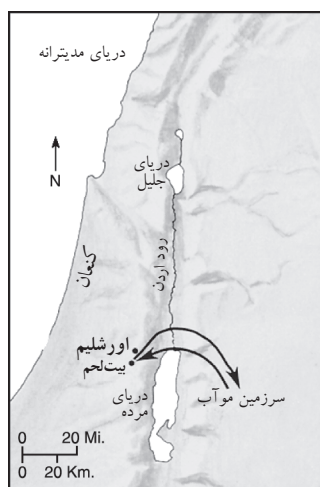 دریای مدیترانه
N
دریای
جلیل
کنعان
رود اردن
اورشلیم
بیت‌لحم
سرزمین موآب
دریای
مرده
0 20 Mi.
0 20 Km.